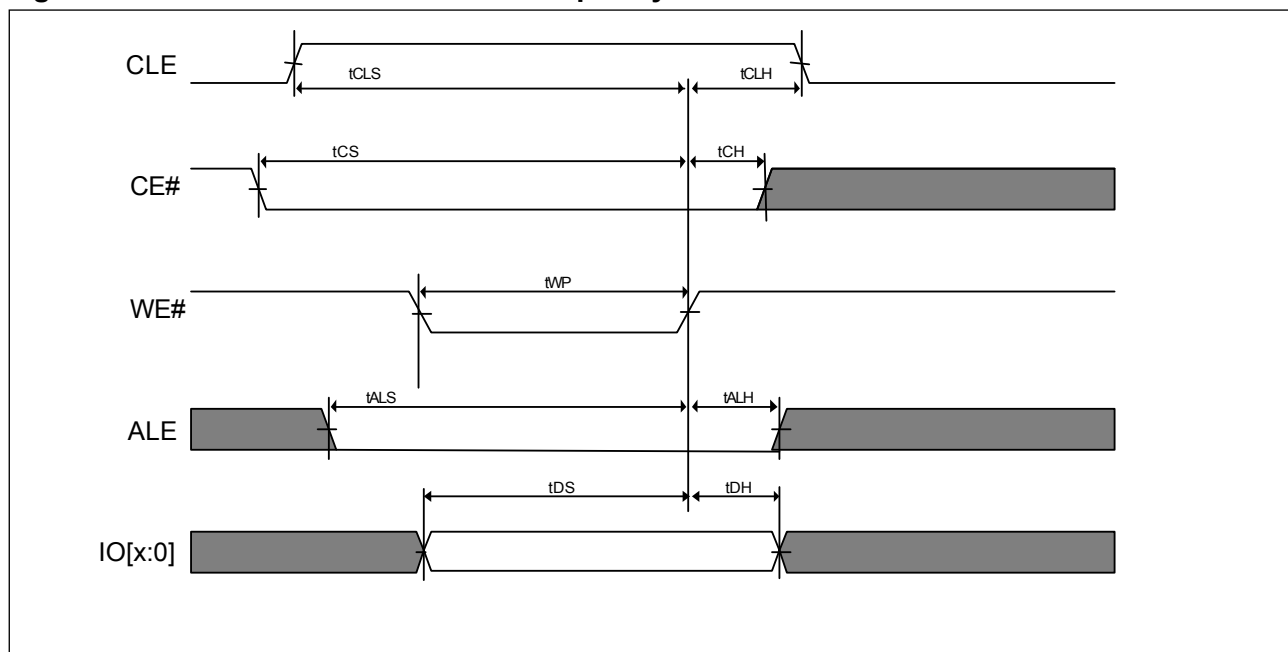 CLE
tCLS
tCLH
tCS
tCH
CE#
tWP
WE#
tALS
tALH
ALE
tDS
tDH
IO[x:0]